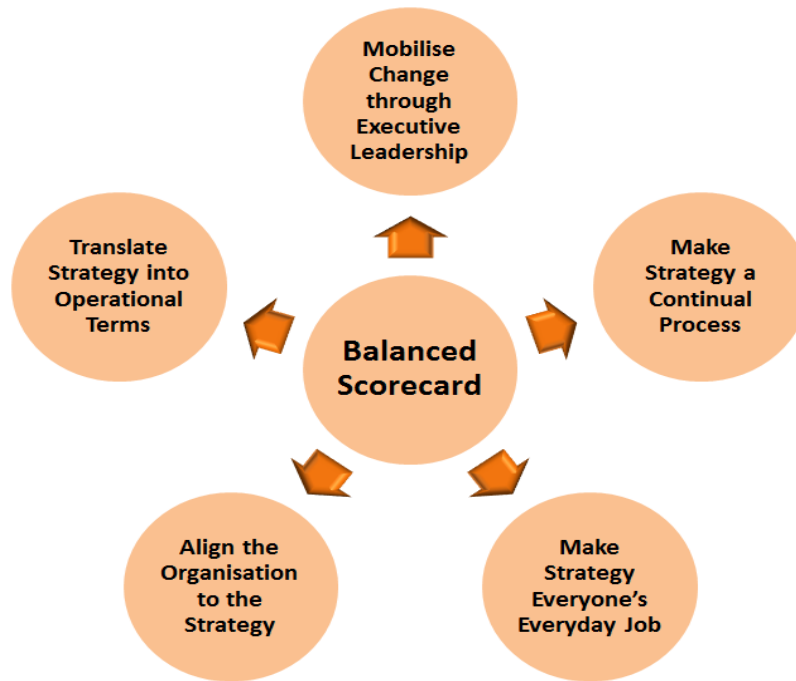 Mobilise
Change
through
Executive
Leadership
Translate
Strategy into
Operational
Terms
Make
Strategy a
Continual
Process
Balanced
Scorecard
Align the
Organisation
to the
Strategy
Make
Strategy
Everyone’s
Everyday Job